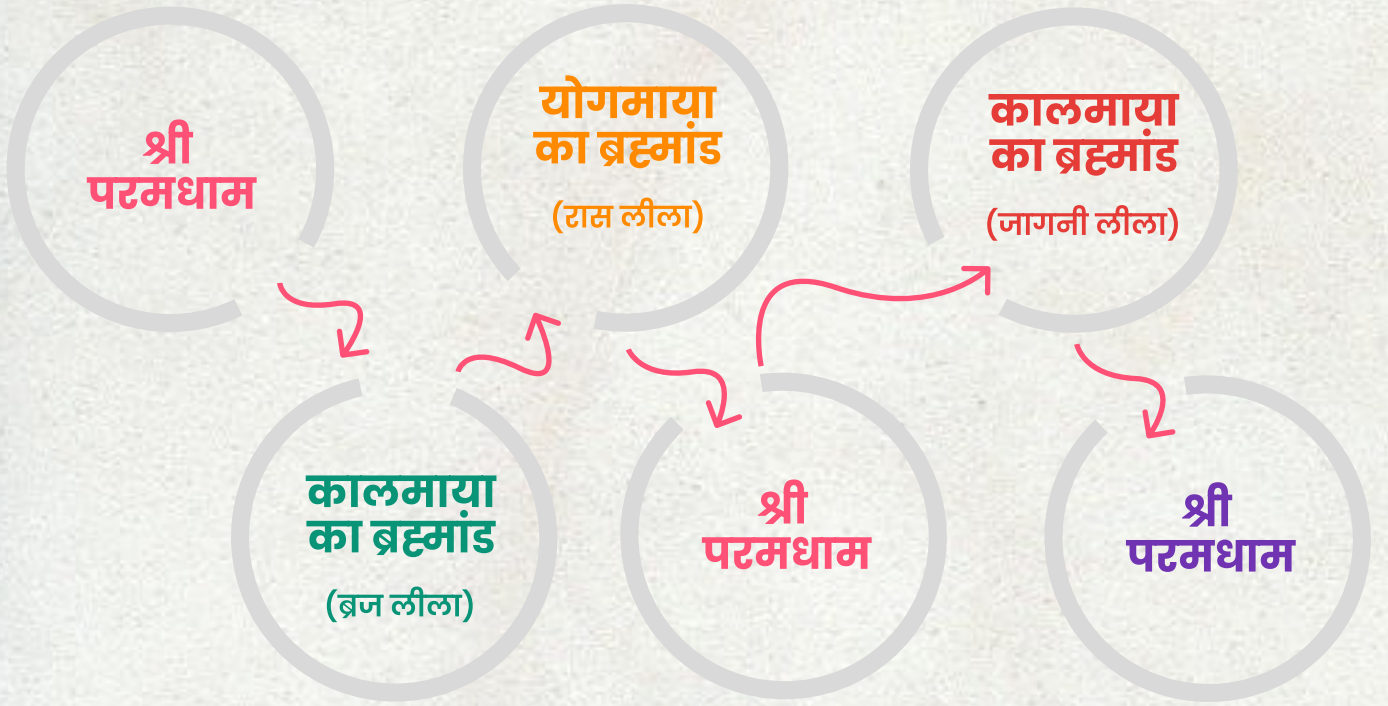 श्री
परमधाम
कालमाया
का ब्रह्मांड
(ब्रज लीला)
योगमाया
का ब्रह्मांड
(रास लीला)
श्री
परमधाम
कालमाया
का ब्रह्मांड
(जागनी लीला)
श्री
परमधाम